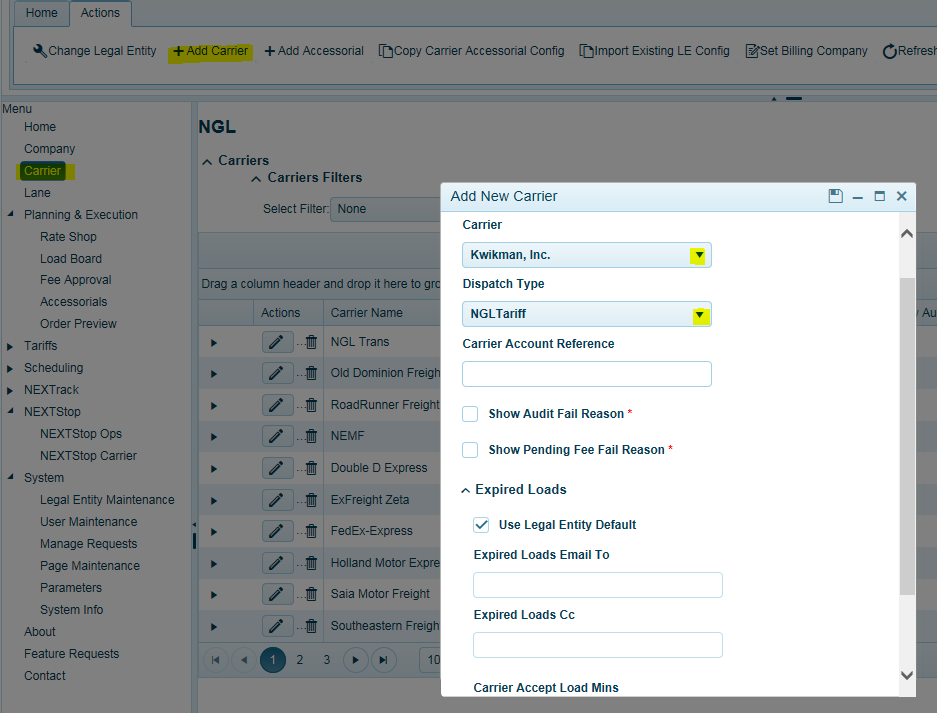 Home Actions
Change Legal Entity Add Carrier Add Accessorial Copy Carrier Accessorial Config Import Existing LE Config Set Billing Company Refresh
Menu
Home
Company
Carrier
Lane
Planning & Execution
Rate Shop
Load Board
Fee Approval
Accessorials
Order Preview
Tariffs
Scheduling
NEXTrack
NEXTStop
NEXTStop Ops
NEXTStop Carrier
System
Legal Entity Maintenance
User Maintenance
Manage Requests
Page Maintenance
Parameters
System Info
About
Feature Requests
Contact
NGL
Carriers
Carriers Filters
Select Filter: None
Drag a column header and drop it here to gro
Actions Carrier Name
... NGL Trans
... Old Dominion Freigh
... RoadRunner Freight
... NEMF
... Double D Express
... ExFreight Zeta
... FedEx-Express
... Holland Motor Expre
... Saia Motor Freight
... Southeastern Freigh
1 2 3 10
Au
Add New Carrier
Carrier
Kwikman, Inc.
Dispatch Type
NGLTariff
Carrier Account Reference
Show Audit Fail Reason *
Show Pending Fee Fail Reason *
Expired Loads
Use Legal Entity Default
Expired Loads Email To
Expired Loads Cc
Carrier Accept Load Mins